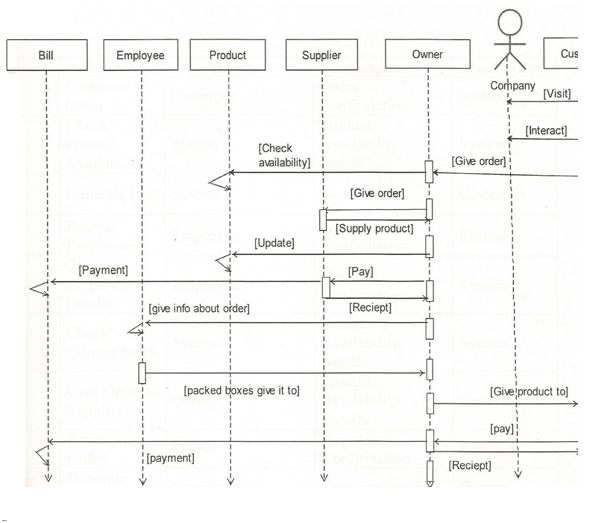 Bill
Employee
Product
Supplier
Owner
Cus
Company
[Visit]
[Interact]
[Check
availability]
[Give order]
[Give order]
[Supply product]
[Update]
[Payment]
[Pay]
[Reciept]
[give info about order]
[packed boxes give it to]
[Give product to]
[pay]
[payment]
[Reciept]